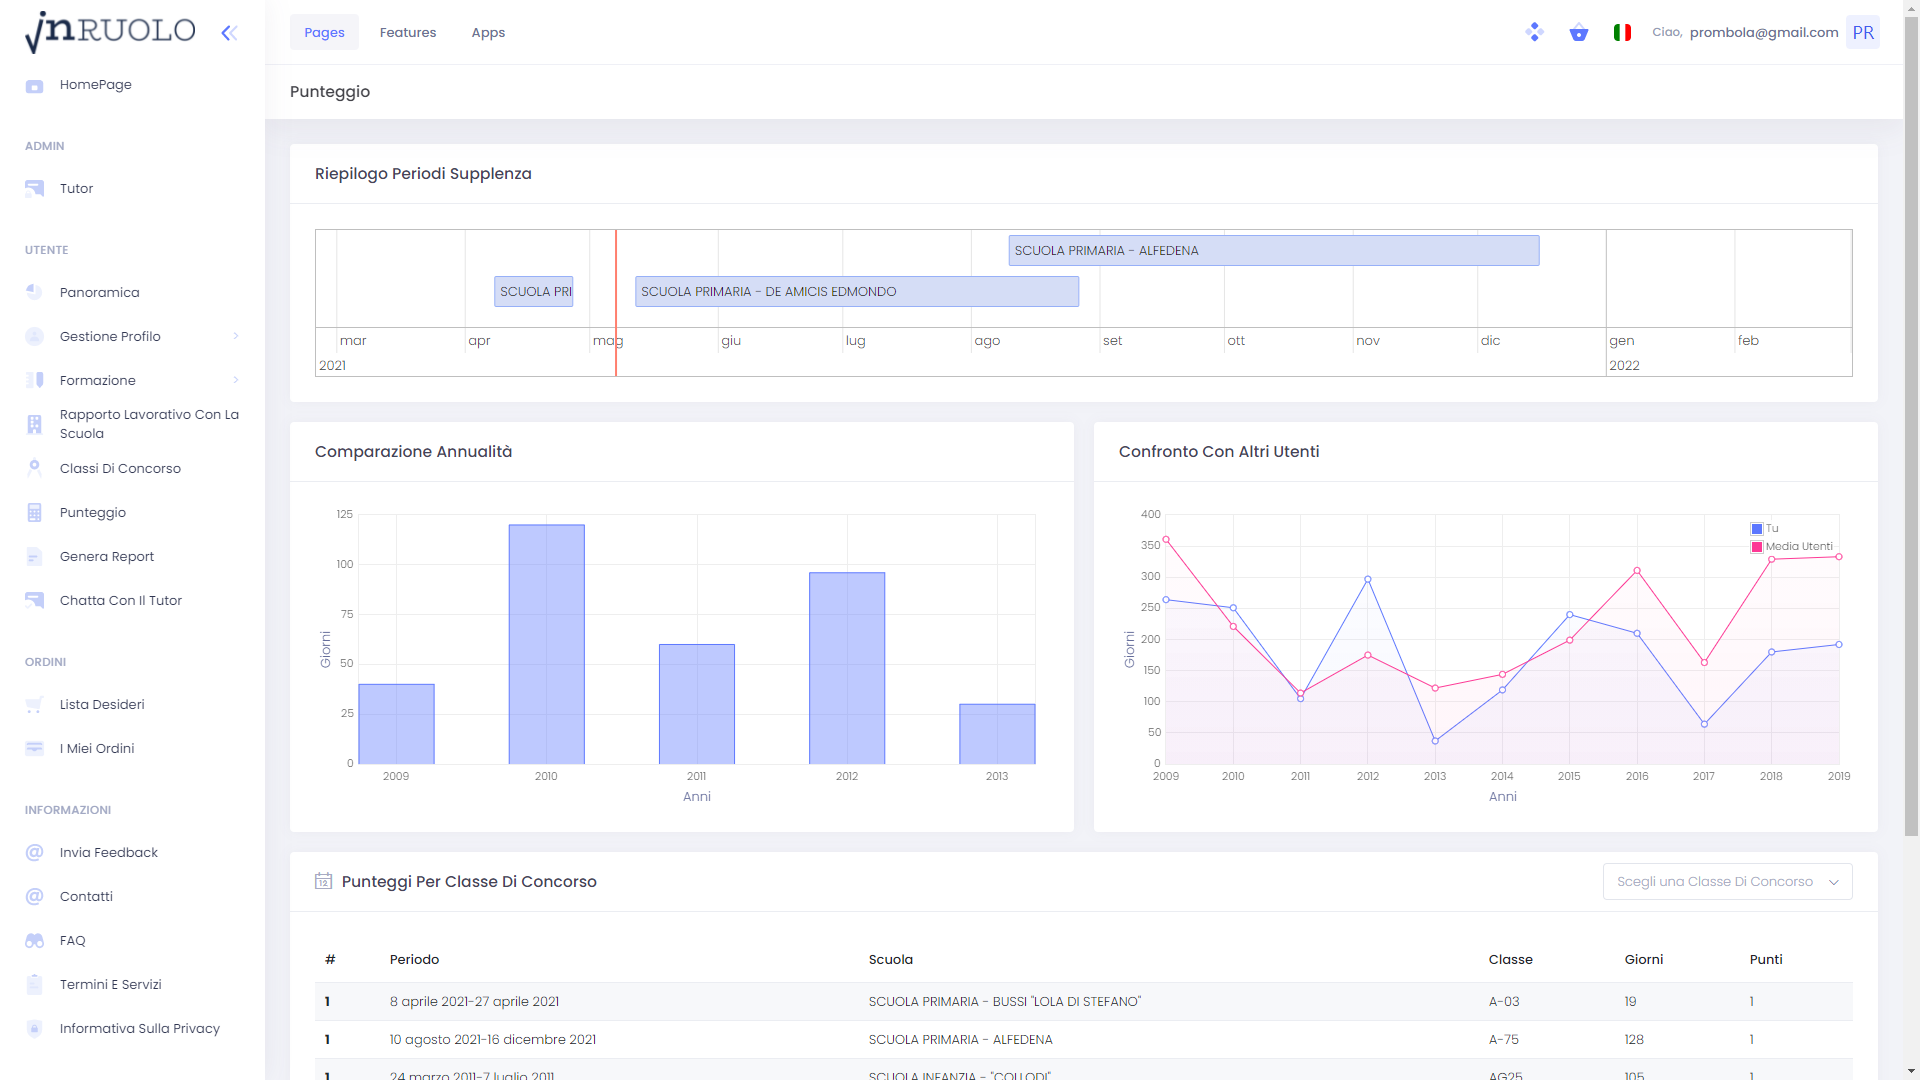 inRUOLO
Pages
Features
Apps
Ciao, prombola@gmail.com PR
HomePage
ADMIN
Tutor
UTENTE
Panoramica
Gestione Profilo
Formazione
Rapporto Lavorativo Con La
Scuola
Classi Di Concorso
Punteggio
Genera Report
Chatta Con Il Tutor
ORDINI
Lista Desideri
I Miei Ordini
INFORMAZIONI
Invia Feedback
Contatti
FAQ
Termini E Servizi
Informativa Sulla Privacy
Punteggio
Riepilogo Periodi Supplenza
SCUOLA PRIMARIA - ALFEDENA
SCUOLA PRI
SCUOLA PRIMARIA - DE AMICIS EDMONDO
mar apr mag giu lug ago set ott nov dic gen feb
2021 2022
Comparazione Annualità
125
100
75
50
25
0
Giorni
2009 2010 2011 2012 2013
Anni
Confronto Con Altri Utenti
400
350
300
250
200
150
100
50
0
Giorni
Tu
Media Utenti
2009 2010 2011 2012 2013 2014 2015 2016 2017 2018 2019
Anni
12 Punteggi Per Classe Di Concorso
Scegli una Classe Di Concorso
# Periodo Scuola Classe Giorni Punti
1 8 aprile 2021-27 aprile 2021 SCUOLA PRIMARIA - BUSSI "LOLA DI STEFANO" A-03 19 1
1 10 agosto 2021-16 dicembre 2021 SCUOLA PRIMARIA - ALFEDENA A-75 128 1
1 24 marzo 2011-7 luglio 2011 SCUOLA INFANZIA - "COLLODI" AG25 105 1